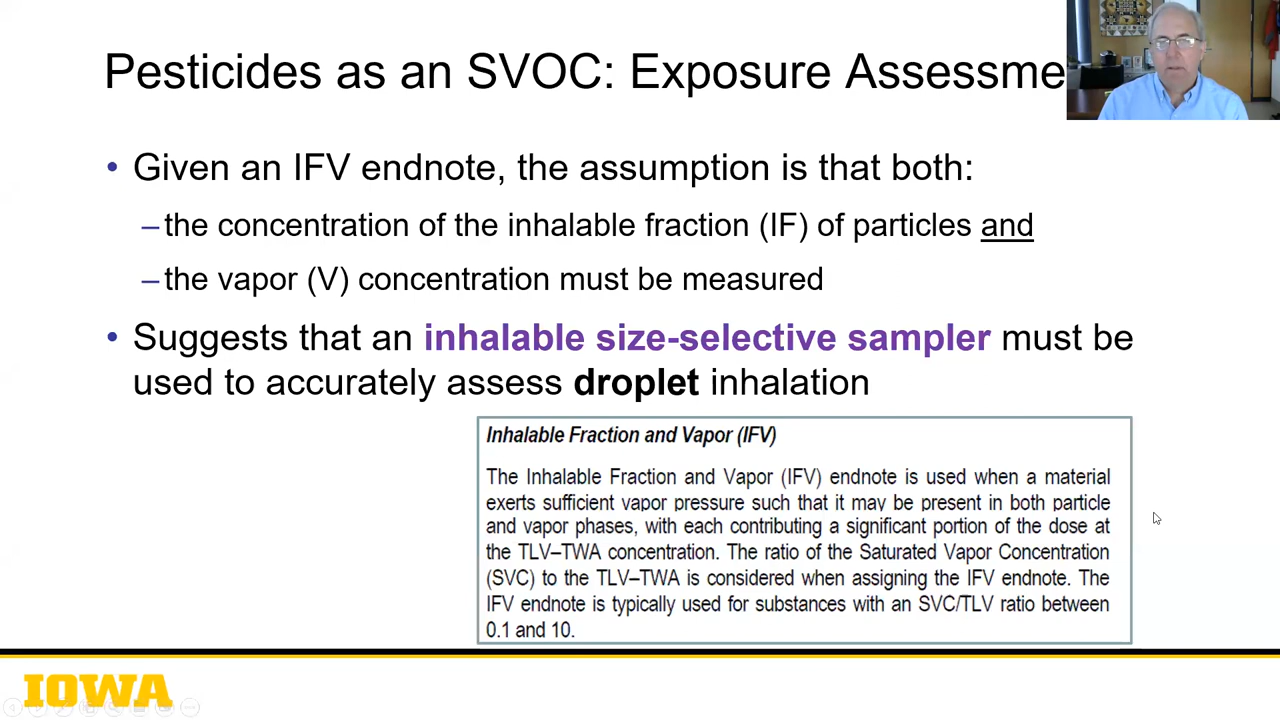 Pesticides as an SVOC: Exposure Assessme
• Given an IFV endnote, the assumption is that both:
–the concentration of the inhalable fraction (IF) of particles and
–the vapor (V) concentration must be measured
• Suggests that an inhalable size-selective sampler must be
used to accurately assess droplet inhalation
Inhalable Fraction and Vapor (IFV)
The Inhalable Fraction and Vapor (IFV) endnote is used when a material
exerts sufficient vapor pressure such that it may be present in both particle
and vapor phases, with each contributing a significant portion of the dose at
the TLV–TWA concentration. The ratio of the Saturated Vapor Concentration
(SVC) to the TLV–TWA is considered when assigning the IFV endnote. The
IFV endnote is typically used for substances with an SVC/TLV ratio between
0.1 and 10.
IOWA